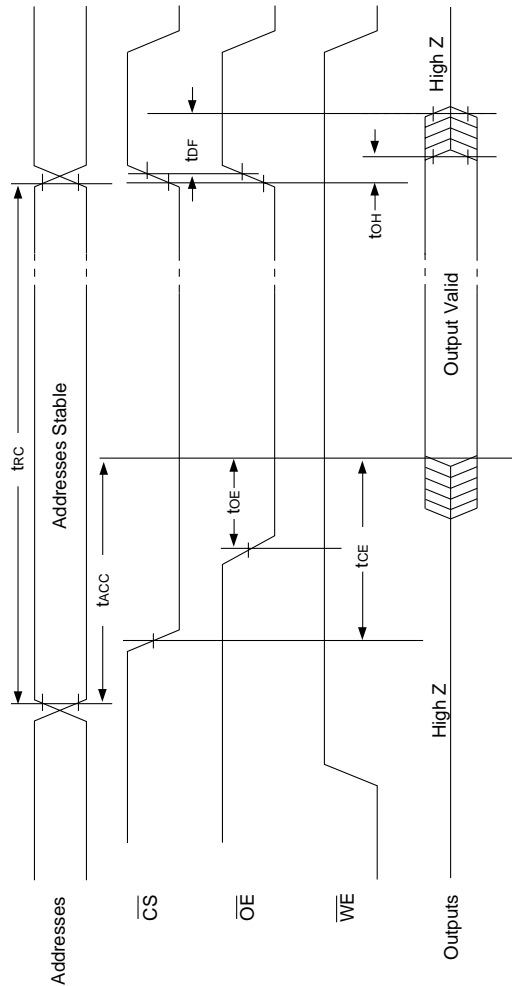 tRC
Addresses
Addresses Stable
tACC
CS
tDF
OE
tOE
WE
tOH
tCE
Outputs
High Z
Output Valid
High Z